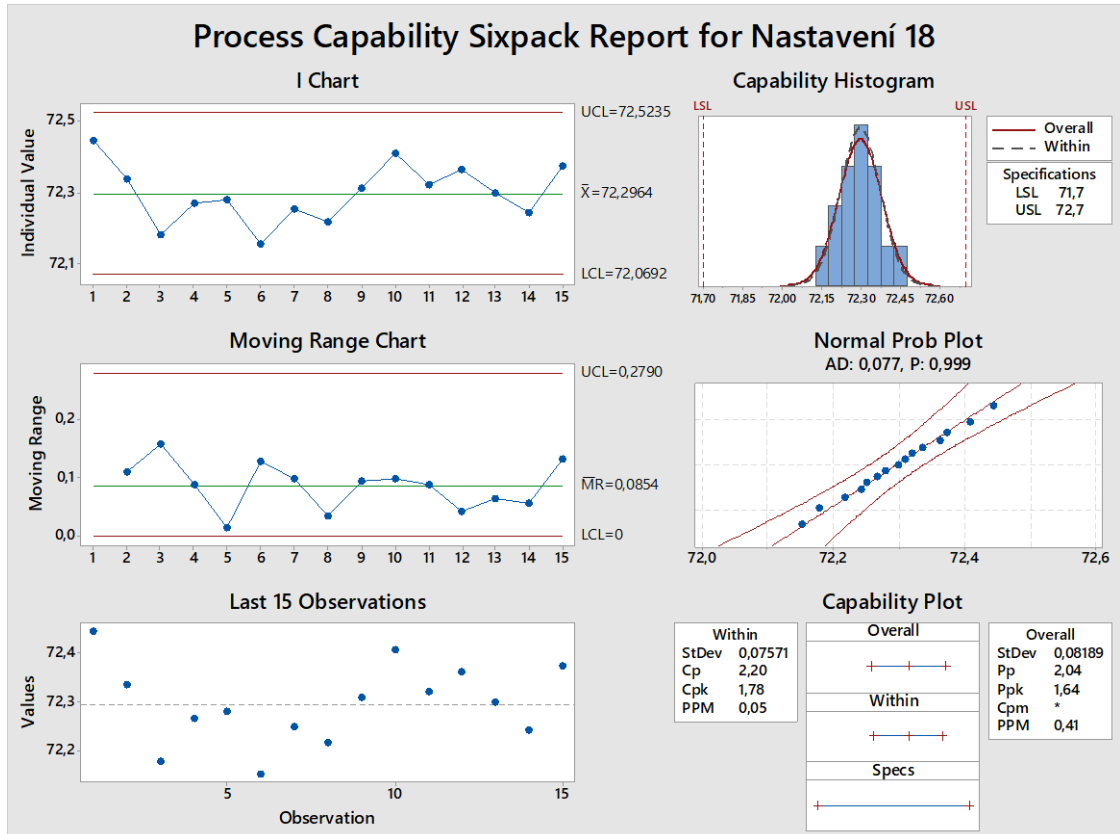 Process Capability Sixpack Report for Nastavení 18
I Chart
Individual Value
72,5
72,3
72,1
UCL=72,5235
X̄=72,2964
LCL=72,0692
1 2 3 4 5 6 7 8 9 10 11 12 13 14 15
Capability Histogram
LSL USL
71,70 71,85 72,00 72,15 72,30 72,45 72,60
Overall
Within
Specifications
LSL 71,7
USL 72,7
Moving Range Chart
Moving Range
0,2
0,1
0,0
UCL=0,2790
M̄R̄=0,0854
LCL=0
1 2 3 4 5 6 7 8 9 10 11 12 13 14 15
Normal Prob Plot
AD: 0,077, P: 0,999
72,0 72,2 72,4 72,6
Last 15 Observations
Values
72,4
72,3
72,2
5 10 15
Observation
Capability Plot
Within
StDev 0,07571
Cp 2,20
Cpk 1,78
PPM 0,05
Overall
Within
Specs
Overall
StDev 0,08189
Pp 2,04
Ppk 1,64
Cpm *
PPM 0,41